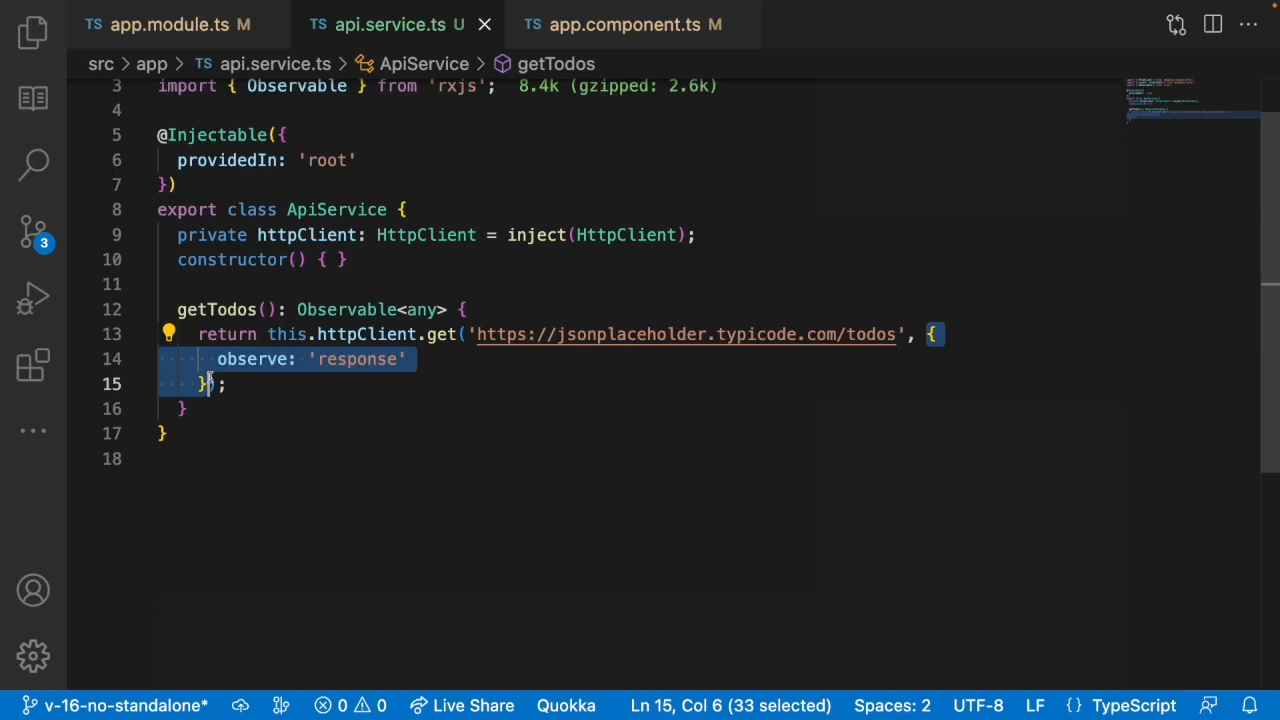 TS app.module.ts M
TS api.service.ts U
TS app.component.ts M
src > app > TS api.service.ts > ApiService > getTodos
3 import { Observable } from 'rxjs'; 8.4k (gzipped: 2.6k)
4
5 @Injectable({
6 providedIn: 'root'
7 })
8 export class ApiService {
9 private httpClient: HttpClient = inject(HttpClient);
10 constructor() { }
11
12 getTodos(): Observable<any> {
13 return this.httpClient.get('https://jsonplaceholder.typicode.com/todos', {
14 observe: 'response'
15 });
16 }
17 }
18
3
v-16-no-standalone* 0 0 Live Share Quokka Ln 15, Col 6 (33 selected) Spaces: 2 UTF-8 LF {} TypeScript